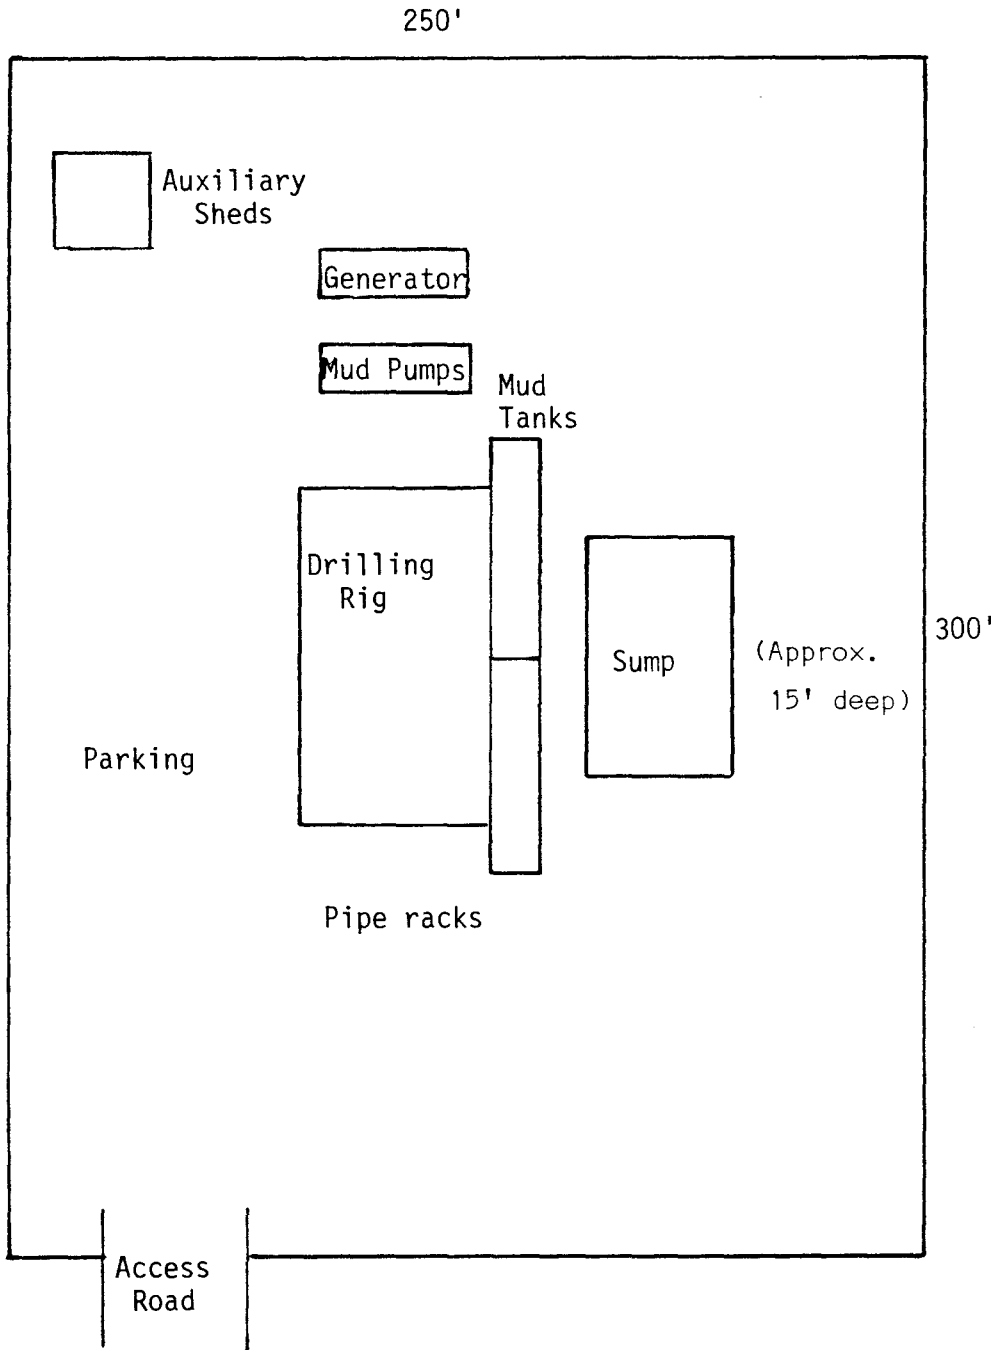 250'
Auxiliary
Sheds
Generator
Mud Pumps
Mud
Tanks
Drilling
Rig
Sump
(Approx.
15' deep)
300'
Parking
Pipe racks
Access
Road